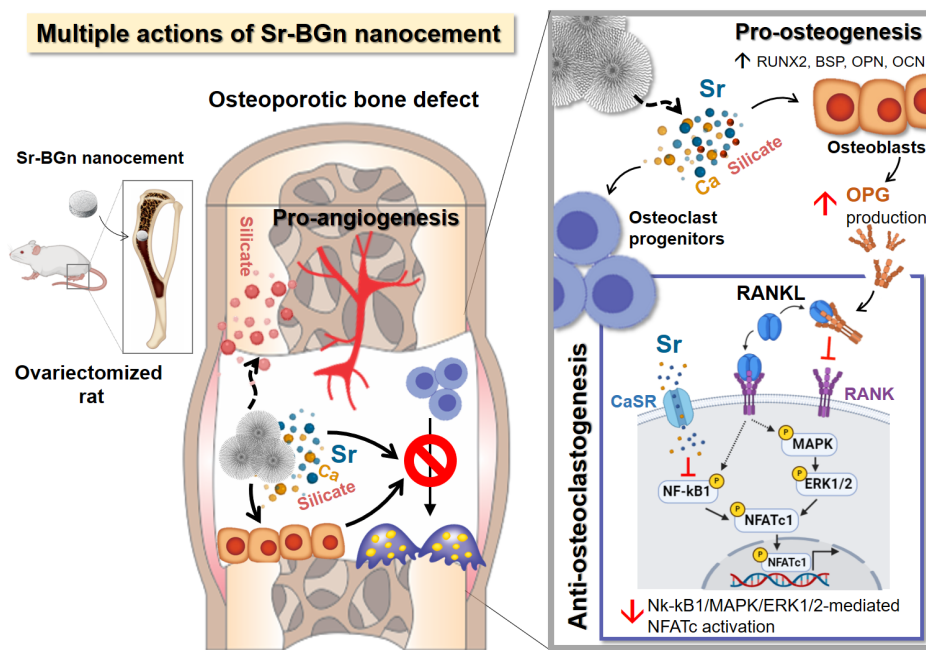 Multiple actions of Sr-BGn nanocement
Osteoporotic bone defect
Sr-BGn nanocement
Ovariectomized
rat
Silicate
Pro-angiogenesis
Sr
Ca
Silicate
Pro-osteogenesis
↑ RUNX2, BSP, OPN, OCN
Sr
Ca
Silicate
Osteoblasts
Osteoclast
progenitors
↑ OPG
production
Anti-osteoclastogenesis
RANKL
Sr
CaSR
RANK
P
MAPK
P
ERK1/2
P
NF-kB1
P
NFATc1
P
NFATc1
↓ Nk-kB1/MAPK/ERK1/2-mediated
NFATc activation